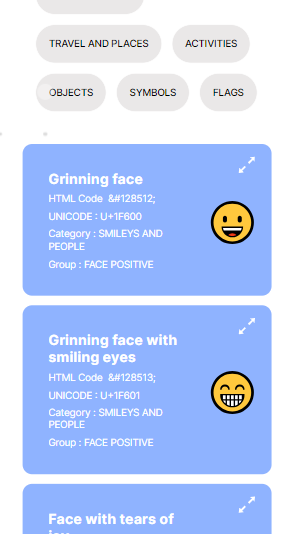 TRAVEL AND PLACES
ACTIVITIES
OBJECTS
SYMBOLS
FLAGS
Grinning face
HTML Code &#128512;
UNICODE : U+1F600
Category : SMILEYS AND
PEOPLE
Group : FACE POSITIVE
Grinning face with
smiling eyes
HTML Code &#128513;
UNICODE : U+1F601
Category : SMILEYS AND
PEOPLE
Group : FACE POSITIVE
Face with tears of